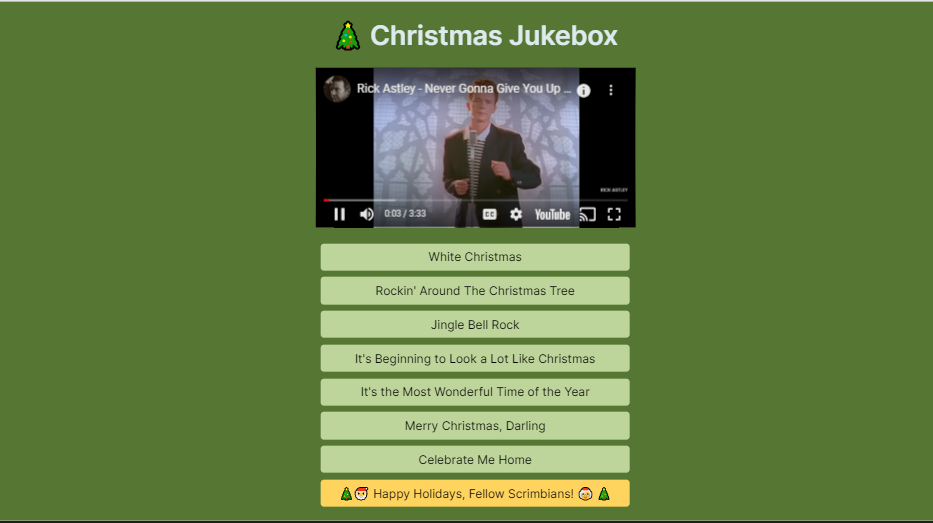 🎄 Christmas Jukebox
Rick Astley - Never Gonna Give You Up ...
RICK ASTLEY
0:03 / 3:33
CC
YouTube
White Christmas
Rockin' Around The Christmas Tree
Jingle Bell Rock
It's Beginning to Look a Lot Like Christmas
It's the Most Wonderful Time of the Year
Merry Christmas, Darling
Celebrate Me Home
🎄🎅 Happy Holidays, Fellow Scrimbians! 🤶 🎄